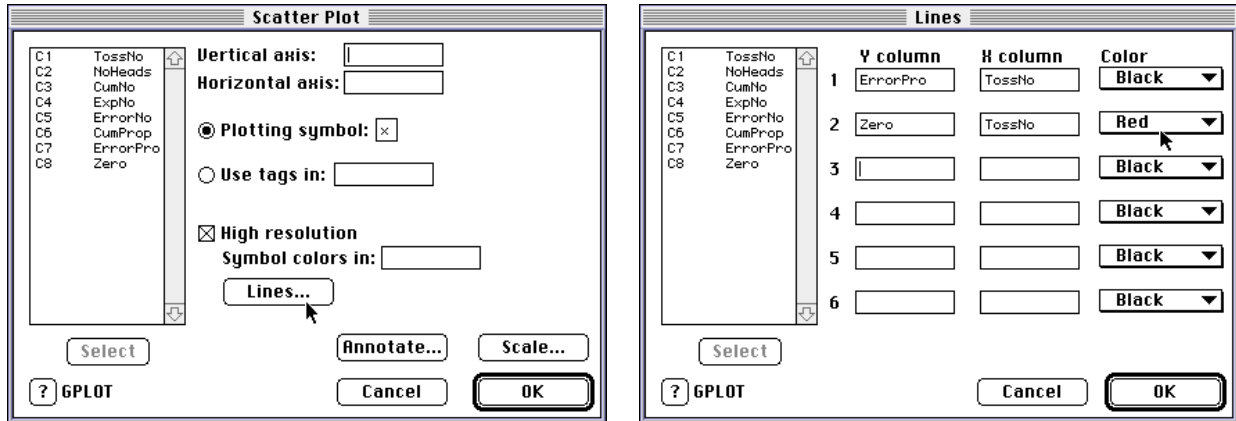 Scatter Plot
C1 TossNo
C2 NoHeads
C3 CumNo
C4 ExpNo
C5 ErrorNo
C6 CumProp
C7 ErrorPro
C8 Zero
Vertical axis:
Horizontal axis:
Plotting symbol: ×
Use tags in:
High resolution
Symbol colors in:
Lines...
Select
Annotate...
Scale...
? GPLOT
Cancel
OK
Lines
C1 TossNo
C2 NoHeads
C3 CumNo
C4 ExpNo
C5 ErrorNo
C6 CumProp
C7 ErrorPro
C8 Zero
Y column X column Color
1 ErrorPro TossNo Black
2 Zero TossNo Red
3 Black
4 Black
5 Black
6 Black
Select
? GPLOT
Cancel
OK